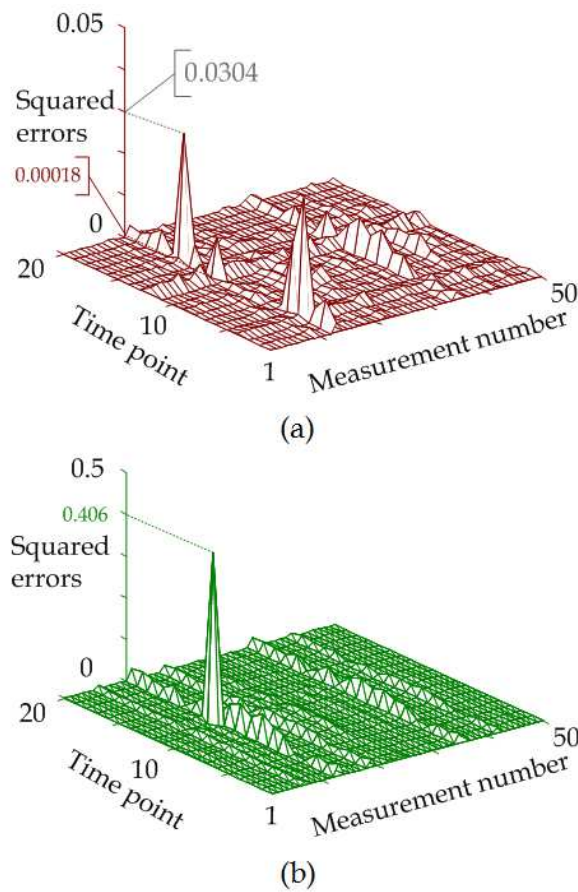 0.05
0.0304
Squared
errors
0.00018
0
20
10
1
50
Time point
Measurement number
(a)
0.5
0.406
Squared
errors
0
20
10
1
50
Time point
Measurement number
(b)